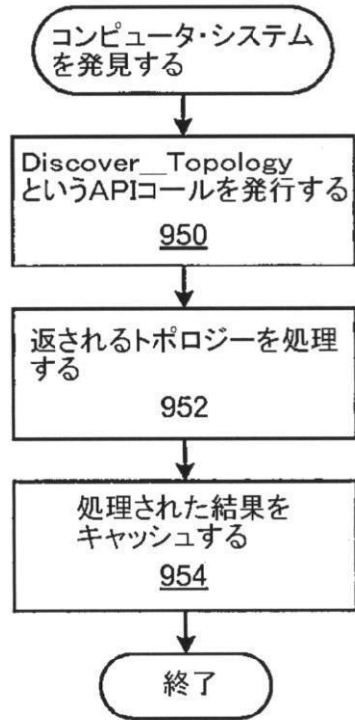 コンピュータ・システム
を発見する
Discover__Topology
というAPIコールを発行する
950
返されるトポロジーを処理
する
952
処理された結果を
キャッシュする
954
終了